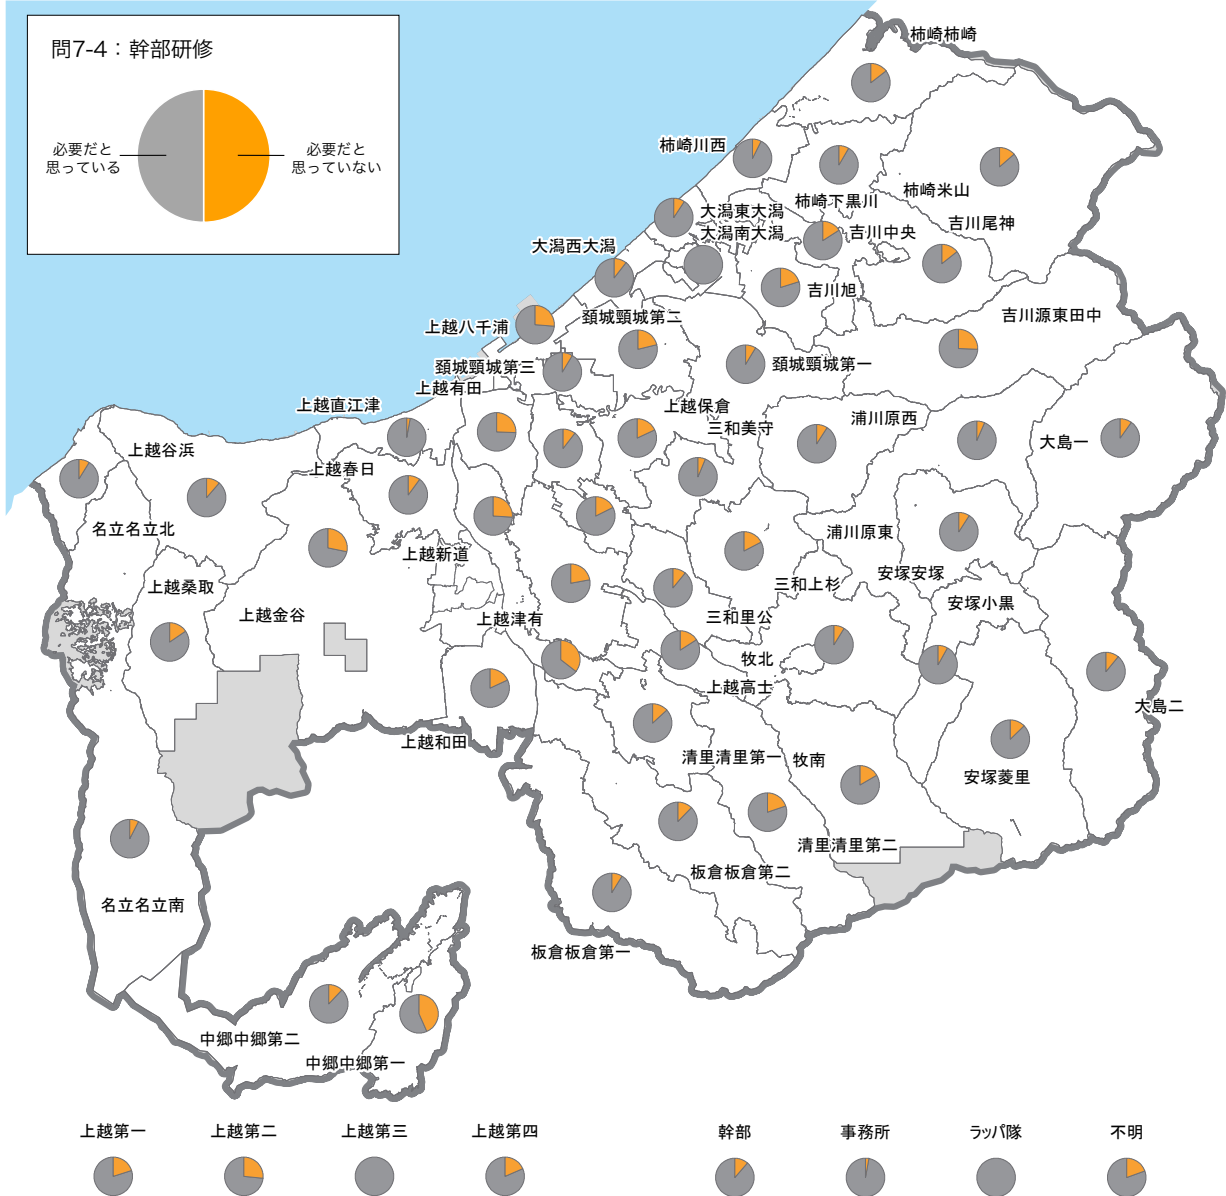 問7-4：幹部研修
必要だと
思っている
必要だと
思っていない
柿崎柿崎
柿崎川西
柿崎米山
柿崎下黒川
大潟東大潟
大潟南大潟
吉川中央
吉川尾神
大潟西大潟
吉川旭
頚城頸城第二
吉川源東田中
上越八千浦
頚城頸城第三
頚城頸城第一
上越有田
上越直江津
上越保倉
浦川原西
三和美守
大島一
上越谷浜
上越春日
名立名立北
浦川原東
上越新道
安塚安塚
上越桑取
三和上杉
安塚小黒
上越金谷
上越津有
三和里公
牧北
上越高士
大島二
上越和田
清里清里第一
牧南
安塚菱里
清里清里第二
板倉板倉第二
名立名立南
板倉板倉第一
中郷中郷第二
中郷中郷第一
上越第一
上越第二
上越第三
上越第四
幹部
事務所
ラッパ隊
不明